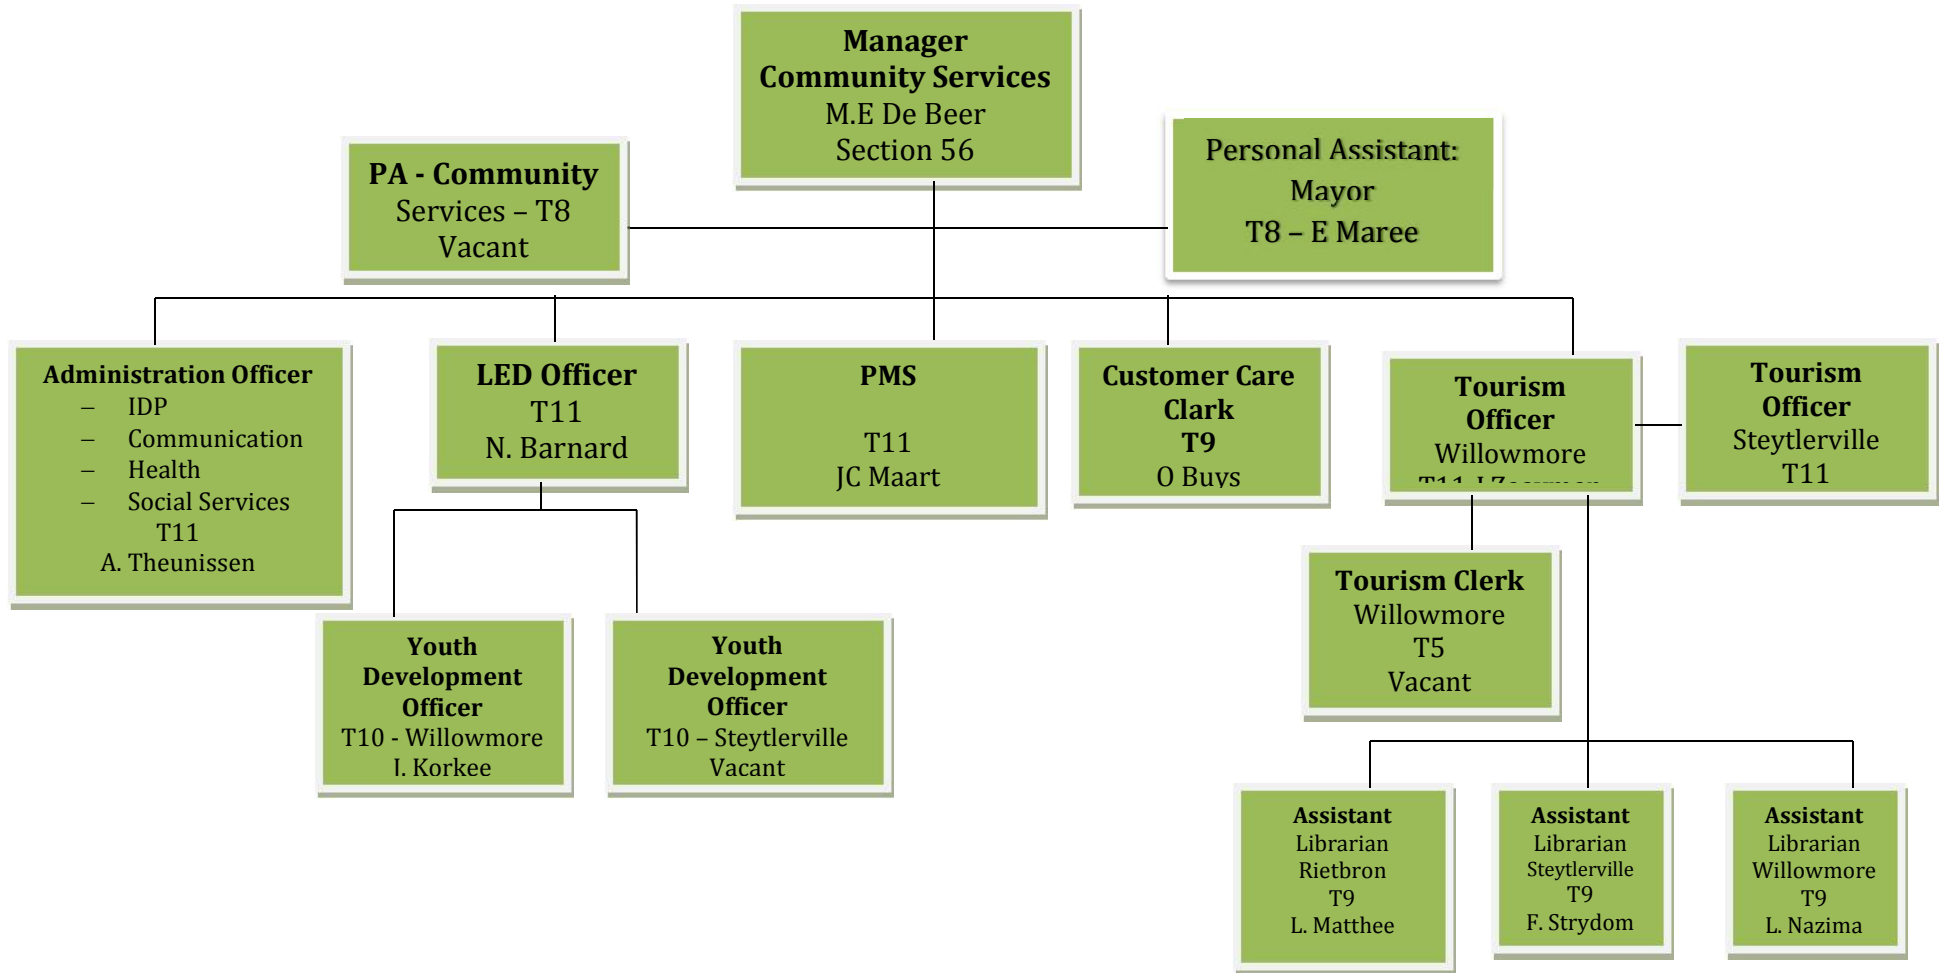 Manager
Community Services
M.E De Beer
Section 56
PA - Community
Services – T8
Vacant
Personal Assistant:
Mayor
T8 – E Maree
Administration Officer
– IDP
– Communication
– Health
– Social Services
T11
A. Theunissen
LED Officer
T11
N. Barnard
PMS
T11
JC Maart
Customer Care
Clark
T9
O Buys
Tourism
Officer
Willowmore
T11
Tourism
Officer
Steytlerville
T11
Youth
Development
Officer
T10 - Willowmore
J. Korkee
Youth
Development
Officer
T10 – Steytlerville
Vacant
Tourism Clerk
Willowmore
T5
Vacant
Assistant
Librarian
Rietbron
T9
L. Matthee
Assistant
Librarian
Steytlerville
T9
F. Strydom
Assistant
Librarian
Willowmore
T9
L. Nazima